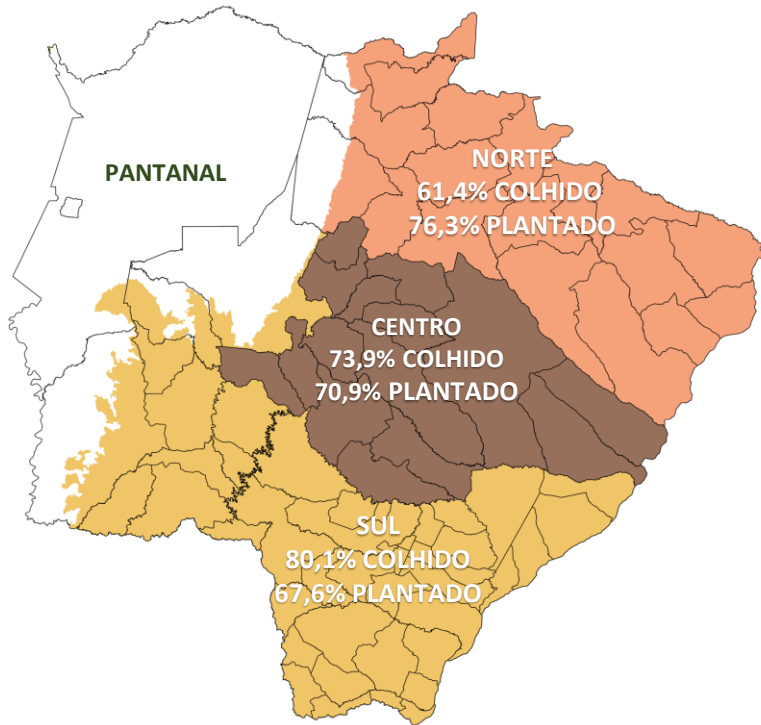 PANTANAL
NORTE
61,4% COLHIDO
76,3% PLANTADO
CENTRO
73,9% COLHIDO
70,9% PLANTADO
SUL
80,1% COLHIDO
67,6% PLANTADO